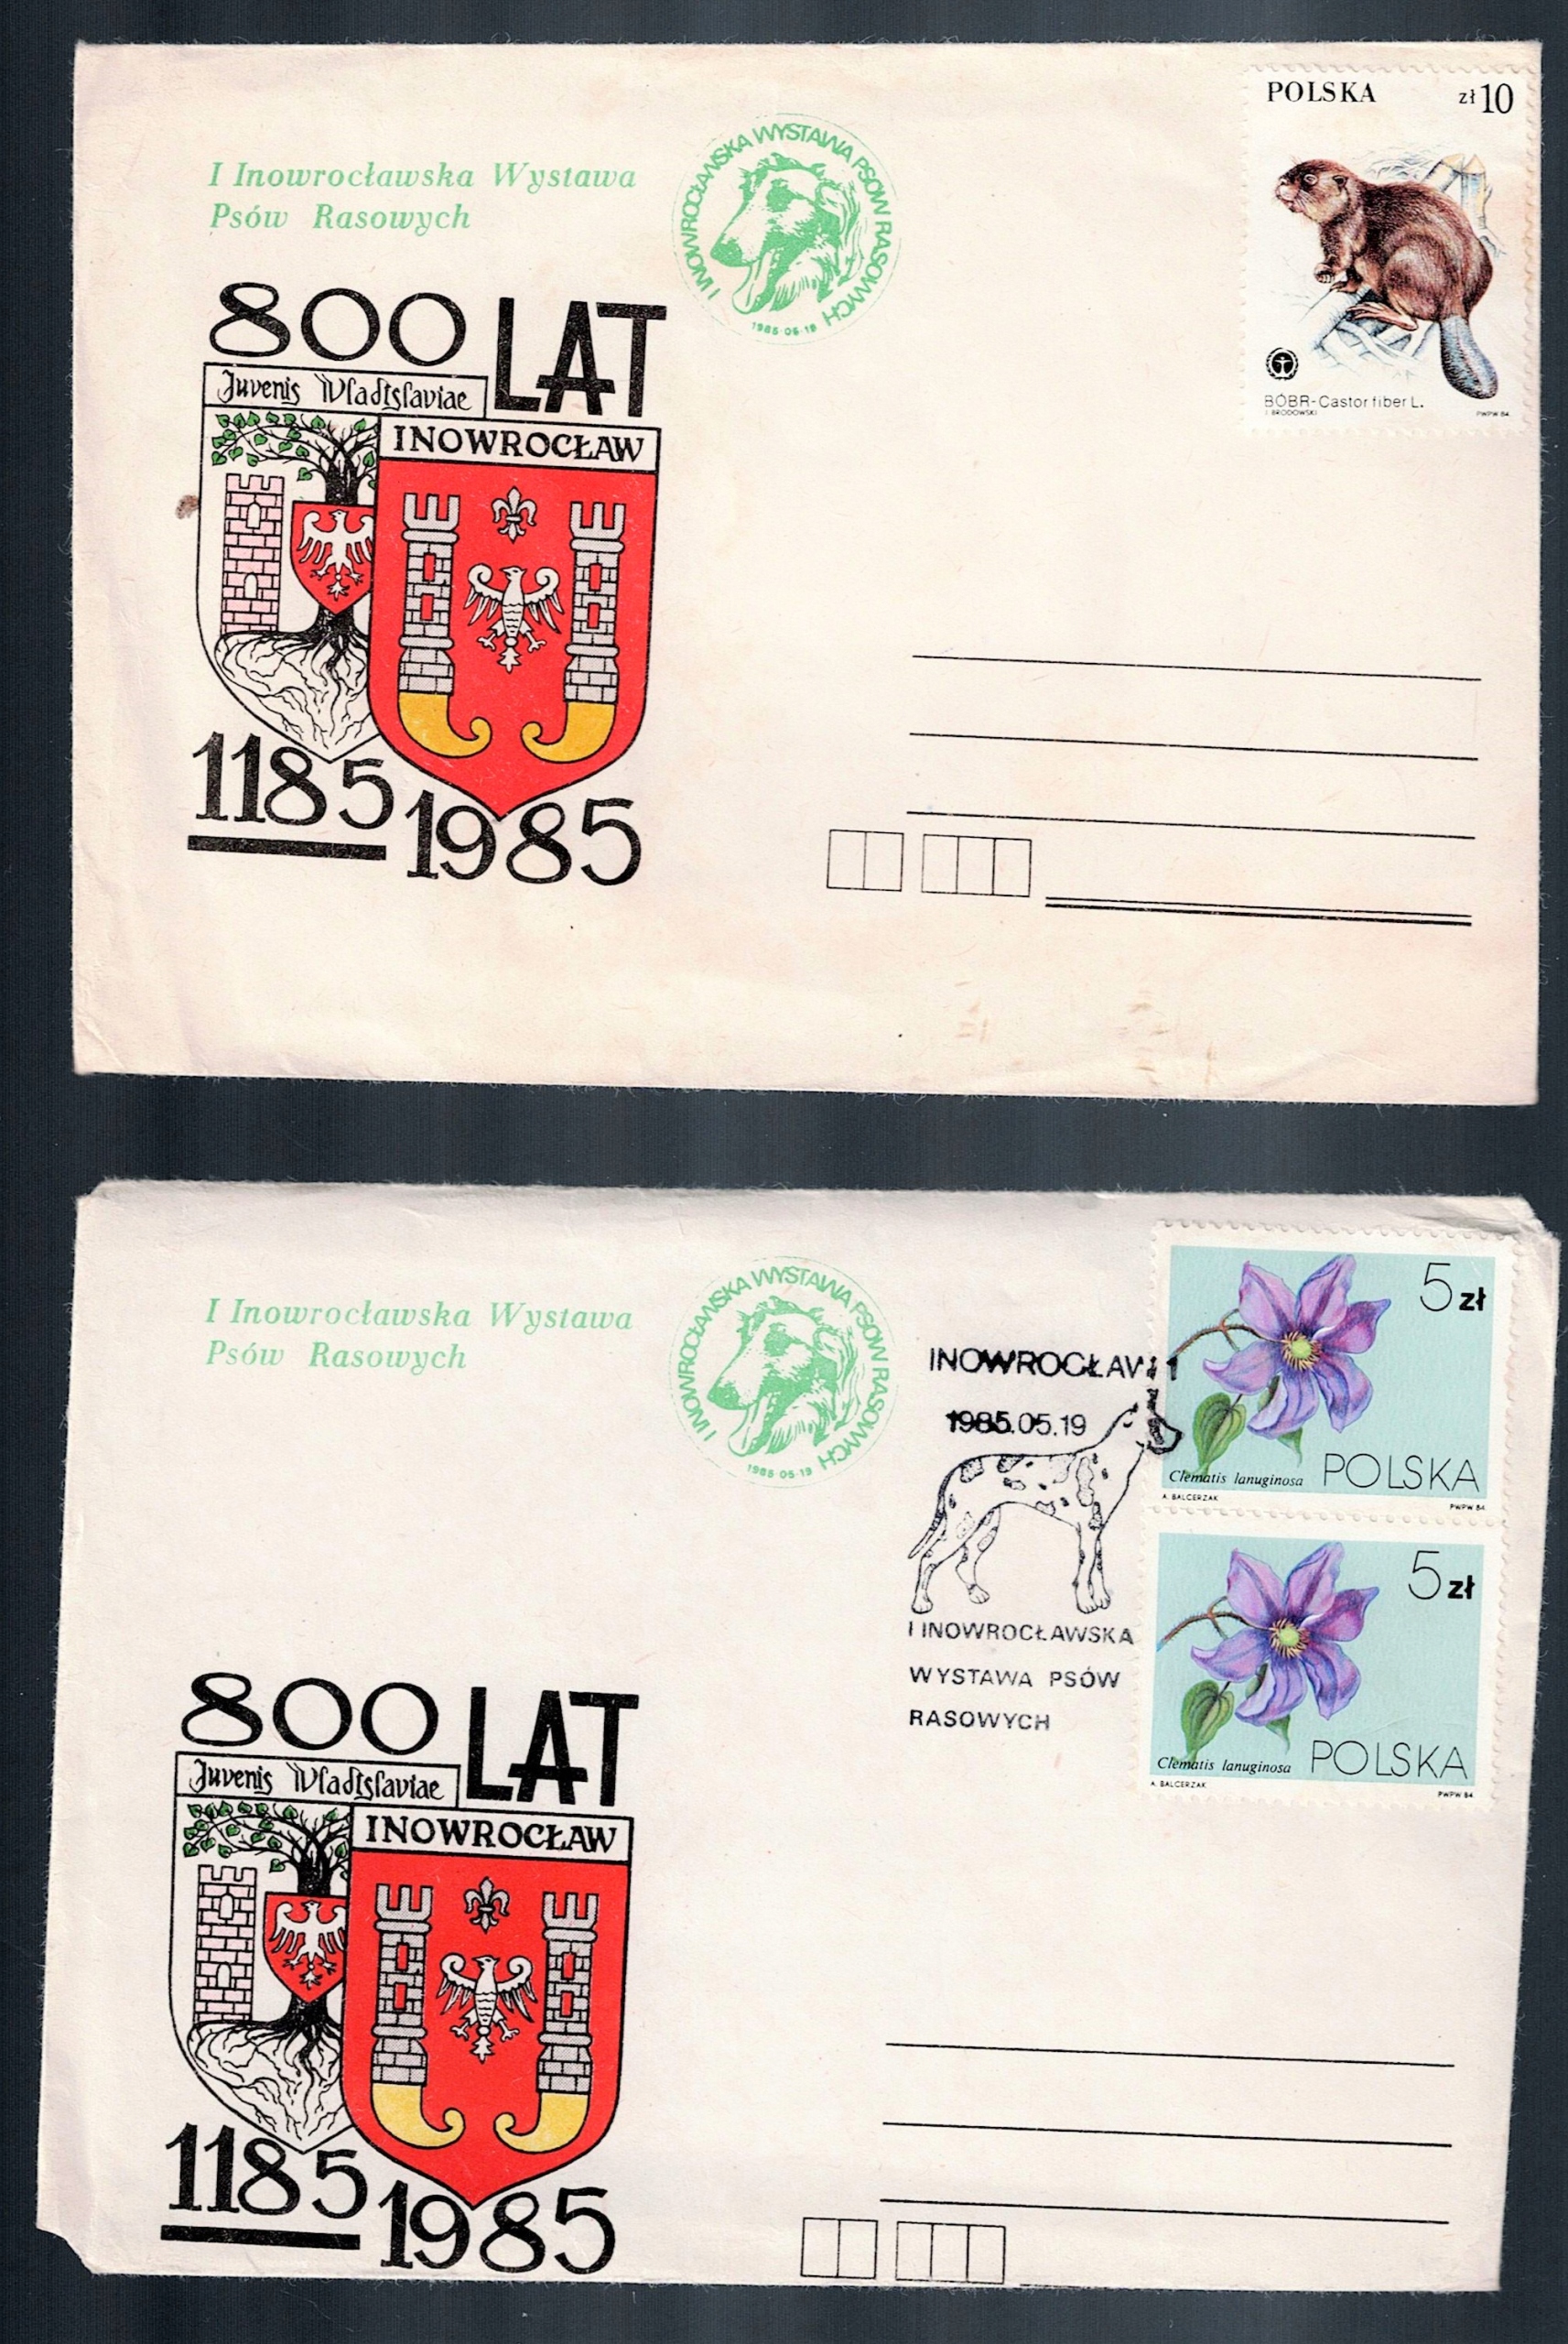 I Inowrocławska Wystawa
Psów Rasowych
I INOWROCŁAWSKA WYSTAWA PSÓW RASOWYCH
1985·05·19
POLSKA zł 10
BÓBR-Castor fiber L.
J. BRODOWSKI PWPW 84
800 LAT
Juvenis Wladislaviae
INOWROCŁAW
1185
1985
I Inowrocławska Wystawa
Psów Rasowych
I INOWROCŁAWSKA WYSTAWA PSÓW RASOWYCH
1985 05·19
INOWROCŁAW 1
1985.05.19
I INOWROCŁAWSKA
WYSTAWA PSÓW
RASOWYCH
5 zł
Clematis lanuginosa POLSKA
A. BALCERZAK PWPW 84
5 zł
Clematis lanuginosa POLSKA
A. BALCERZAK PWPW 84
800 LAT
Juvenis Wladislaviae
INOWROCŁAW
1185
1985